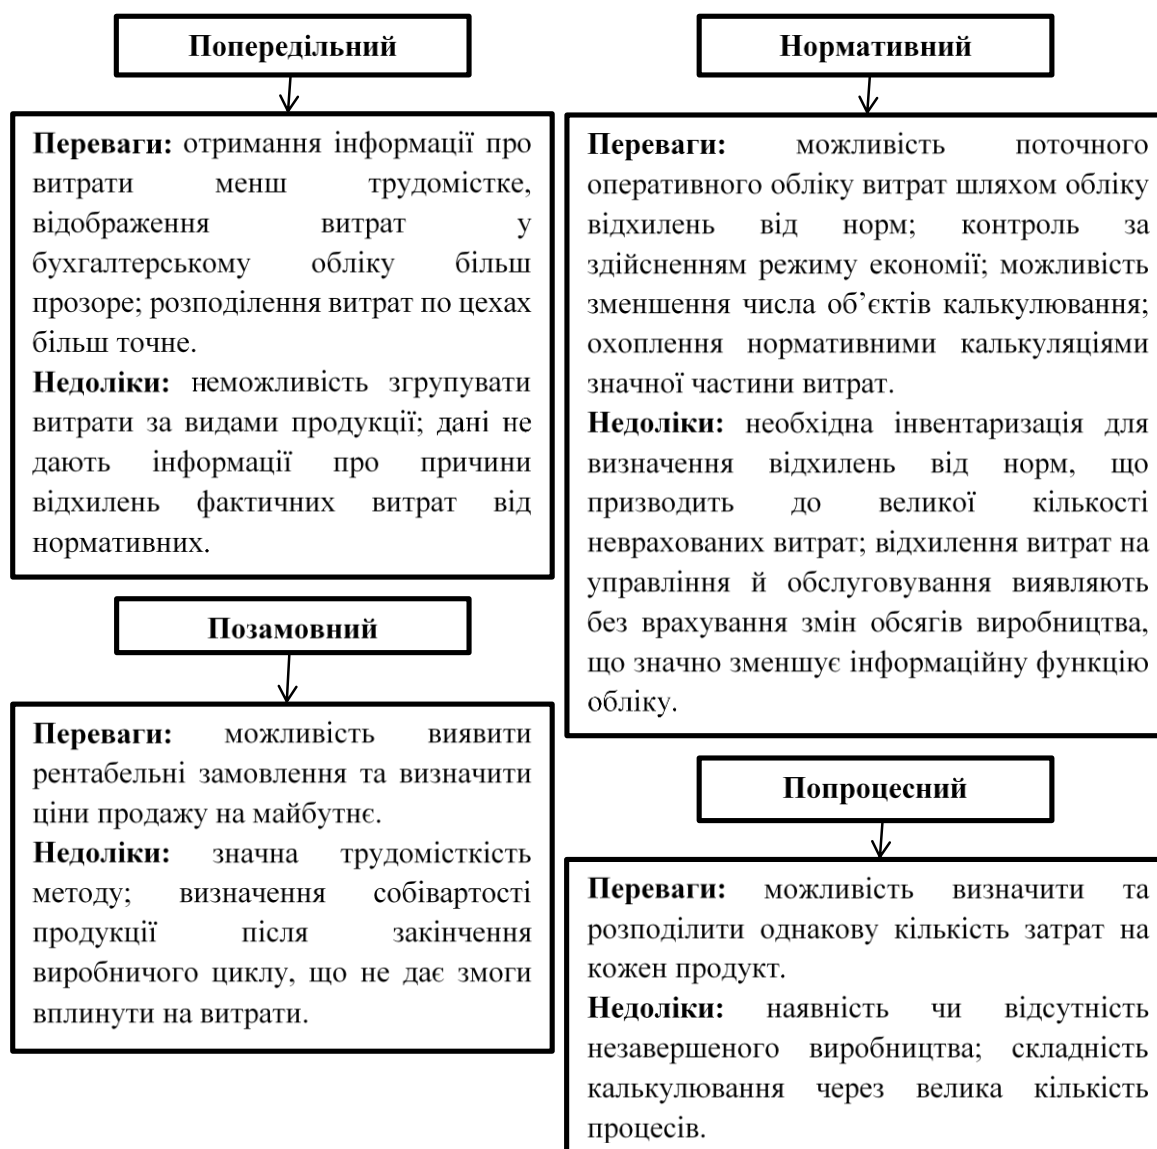 Попередільний
Переваги: отримання інформації про
витрати менш трудомістке,
відображення витрат у
бухгалтерському обліку більш
прозоре; розподілення витрат по цехах
більш точне.
Недоліки: неможливість згрупувати
витрати за видами продукції; дані не
дають інформації про причини
відхилень фактичних витрат від
нормативних.
Позамовний
Переваги: можливість виявити
рентабельні замовлення та визначити
ціни продажу на майбутнє.
Недоліки: значна трудомісткість
методу; визначення собівартості
продукції після закінчення
виробничого циклу, що не дає змоги
вплинути на витрати.
Нормативний
Переваги: можливість поточного
оперативного обліку витрат шляхом обліку
відхилень від норм; контроль за
здійсненням режиму економії; можливість
зменшення числа об’єктів калькулювання;
охоплення нормативними калькуляціями
значної частини витрат.
Недоліки: необхідна інвентаризація для
визначення відхилень від норм, що
призводить до великої кількості
неврахованих витрат; відхилення витрат на
управління й обслуговування виявляють
без врахування змін обсягів виробництва,
що значно зменшує інформаційну функцію
обліку.
Попроцесний
Переваги: можливість визначити та
розподілити однакову кількість затрат на
кожен продукт.
Недоліки: наявність чи відсутність
незавершеного виробництва; складність
калькулювання через велика кількість
процесів.